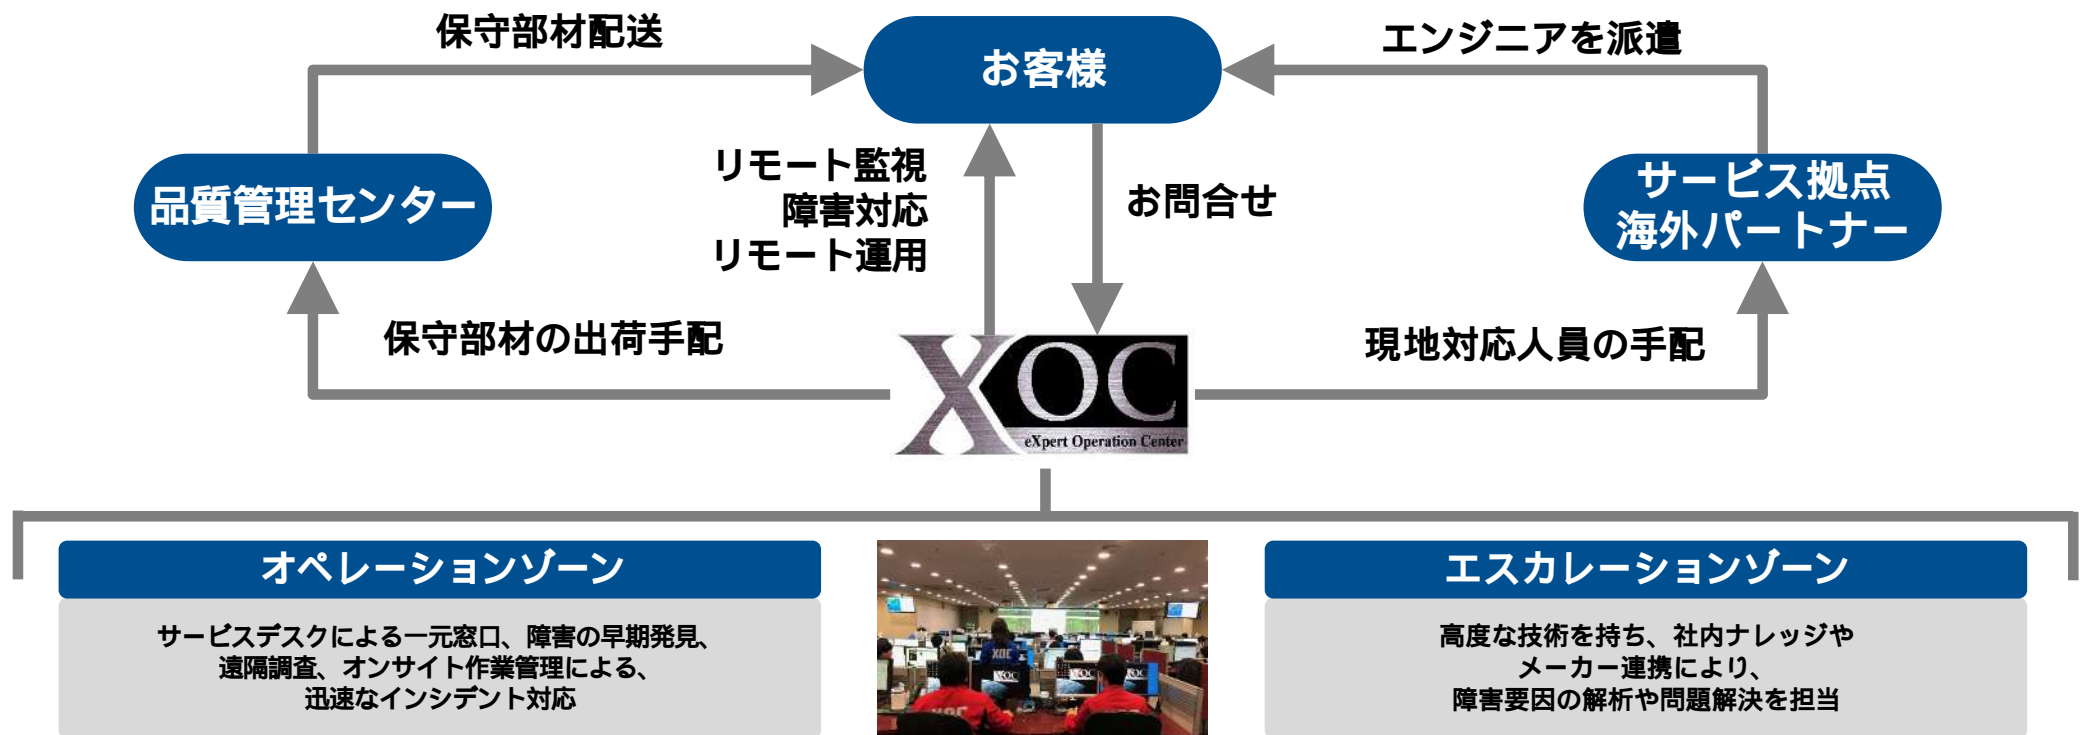 保守部材配送
お客様
エンジニアを派遣
リモート監視
障害対応
リモート運用
お問合せ
品質管理センター
サービス拠点
海外パートナー
保守部材の出荷手配
現地対応人員の手配
XOC
eXpert Operation Center
オペレーションゾーン
サービスデスクによる一元窓口、障害の早期発見、
遠隔調査、オンサイト作業管理による、
迅速なインシデント対応
XOC
XOC
XOC
XOC
エスカレーションゾーン
高度な技術を持ち、社内ナレッジや
メーカー連携により、
障害要因の解析や問題解決を担当